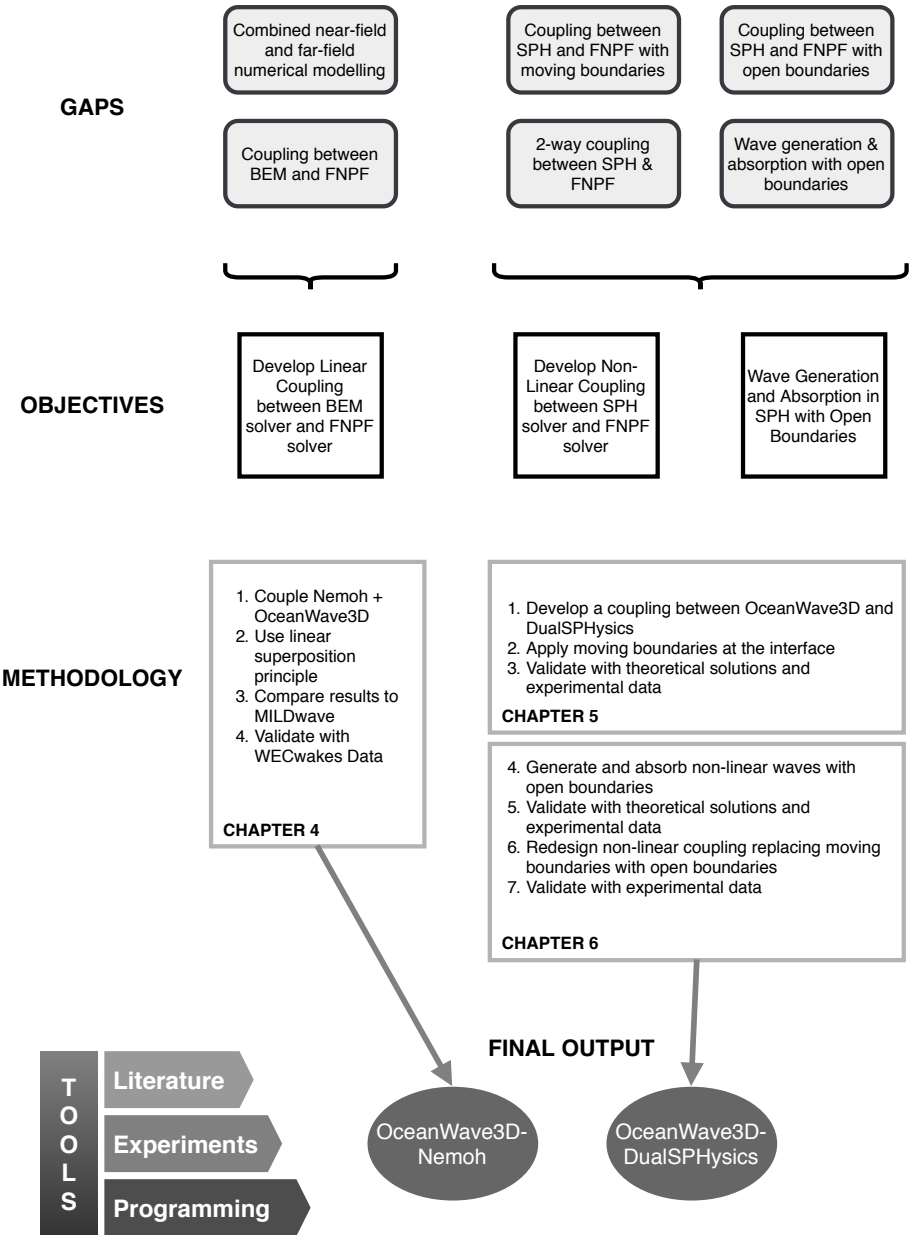 GAPS
Combined near-field
and far-field
numerical modelling
Coupling between
SPH and FNPF with
moving boundaries
Coupling between
SPH and FNPF with
open boundaries
Coupling between
BEM and FNPF
2-way coupling
between SPH &
FNPF
Wave generation &
absorption with open
boundaries
OBJECTIVES
Develop Linear
Coupling
between BEM
solver and FNPF
solver
Develop Non-
Linear Coupling
between SPH
solver and FNPF
solver
Wave Generation
and Absorption in
SPH with Open
Boundaries
METHODOLOGY
1. Couple Nemoh +
OceanWave3D
2. Use linear
superposition
principle
3. Compare results to
MILDwave
4. Validate with
WECwakes Data
CHAPTER 4
1. Develop a coupling between OceanWave3D and
DualSPHysics
2. Apply moving boundaries at the interface
3. Validate with theoretical solutions and
experimental data
CHAPTER 5
4. Generate and absorb non-linear waves with
open boundaries
5. Validate with theoretical solutions and
experimental data
6. Redesign non-linear coupling replacing moving
boundaries with open boundaries
7. Validate with experimental data
CHAPTER 6
FINAL OUTPUT
TOOLS
Literature
Experiments
Programming
OceanWave3D-
Nemoh
OceanWave3D-
DualSPHysics